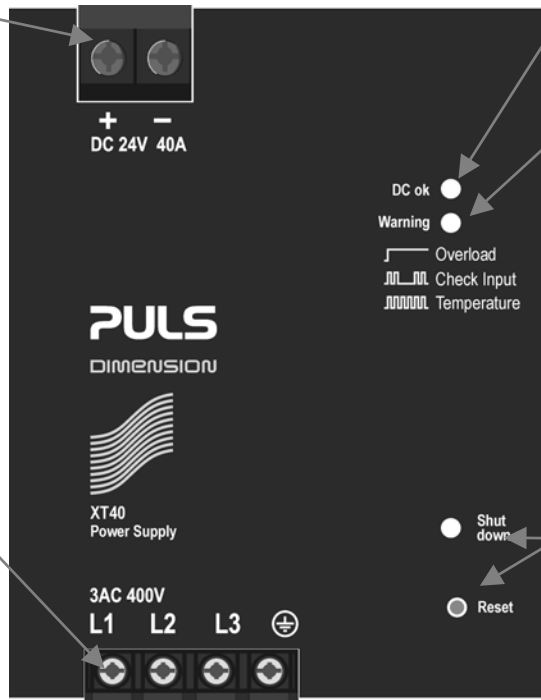 + −
DC 24V 40A
DC ok
Warning
Overload
Check Input
Temperature
PULS
DIMENSION
XT40
Power Supply
Shut
down
Reset
3AC 400V
L1 L2 L3